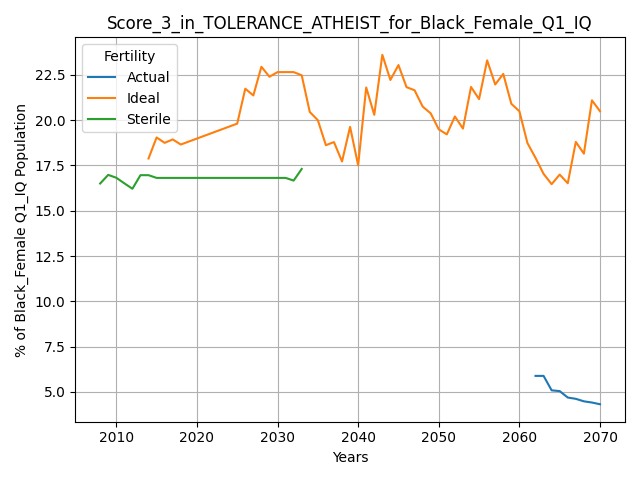 Score_3_in_TOLERANCE_ATHEIST_for_Black_Female_Q1_IQ
Fertility
Actual
Ideal
Sterile
% of Black_Female Q1_IQ Population
22.5
20.0
17.5
15.0
12.5
10.0
7.5
5.0
2010 2020 2030 2040 2050 2060 2070
Years